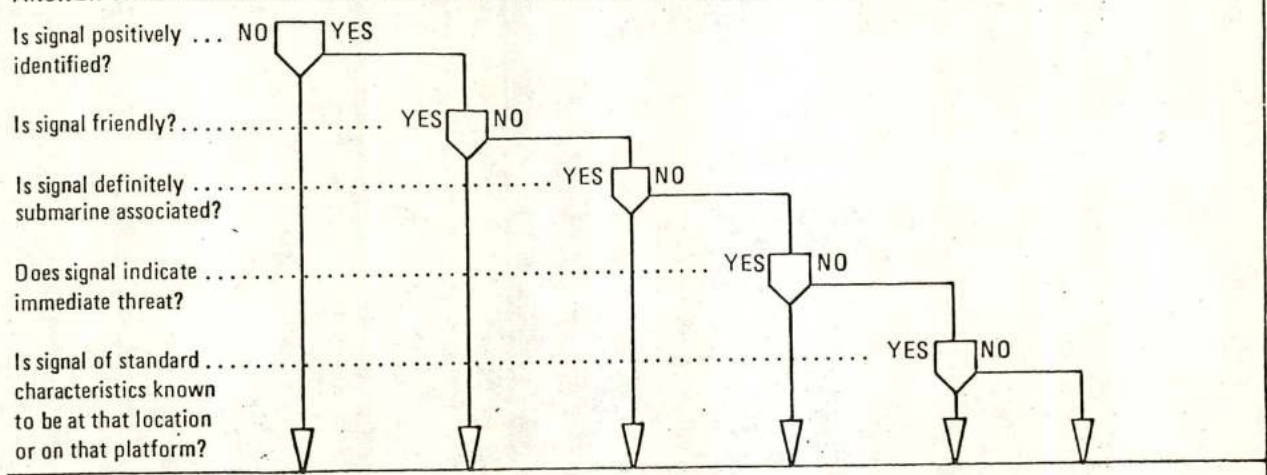 Is signal positively ... NO YES
identified?
Is signal friendly? ................. YES NO
Is signal definitely .............................. YES NO
submarine associated?
Does signal indicate .......................................... YES NO
immediate threat?
Is signal of standard ........................................................ YES NO
characteristics known
to be at that location
or on that platform?